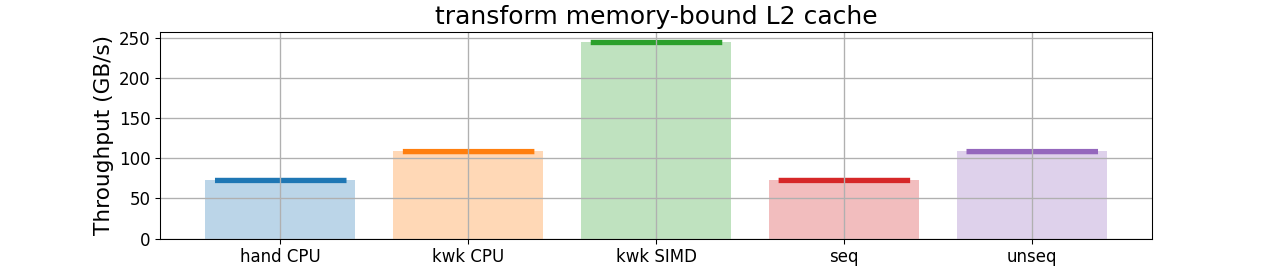 transform memory-bound L2 cache
Throughput (GB/s)
250
200
150
100
50
0
hand CPU
kwk CPU
kwk SIMD
seq
unseq